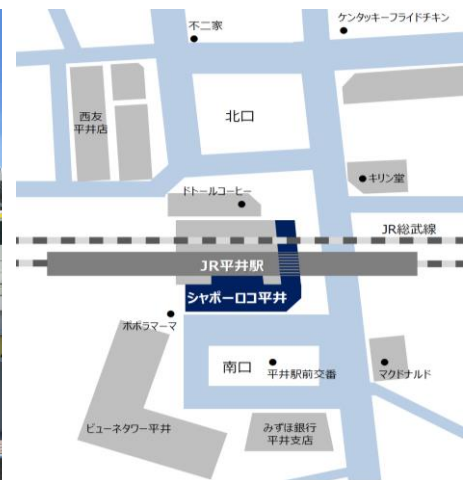 不二家
ケンタッキーフライドチキン
西友
平井店
北口
キリン堂
ドトールコーヒー
JR総武線
JR平井駅
シャポーロコ平井
ポポラマーマ
南口
平井駅前交番
マクドナルド
ビューネタワー平井
みずほ銀行
平井支店